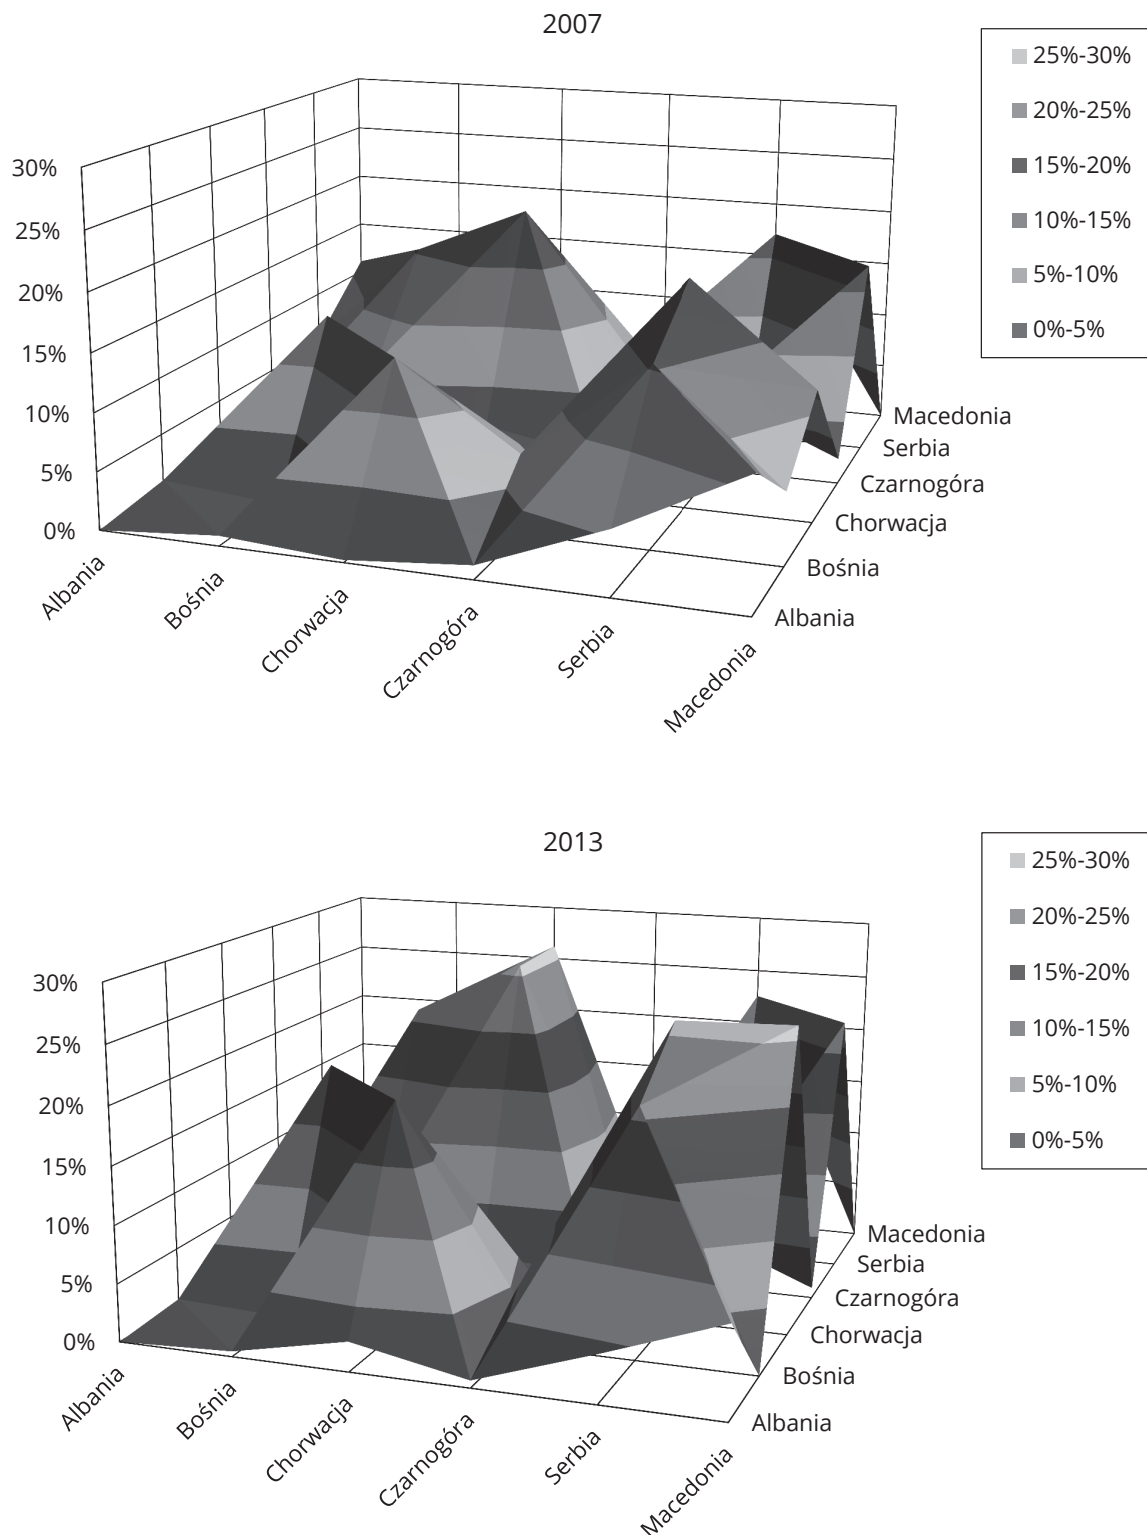 2007
25%-30%
20%-25%
15%-20%
10%-15%
5%-10%
0%-5%
30%
25%
20%
15%
10%
5%
0%
Macedonia
Serbia
Czarnogóra
Chorwacja
Bośnia
Albania
Albania
Bośnia
Chorwacja
Czarnogóra
Serbia
Macedonia
2013
25%-30%
20%-25%
15%-20%
10%-15%
5%-10%
0%-5%
30%
25%
20%
15%
10%
5%
0%
Macedonia
Serbia
Czarnogóra
Chorwacja
Bośnia
Albania
Albania
Bośnia
Chorwacja
Czarnogóra
Serbia
Macedonia